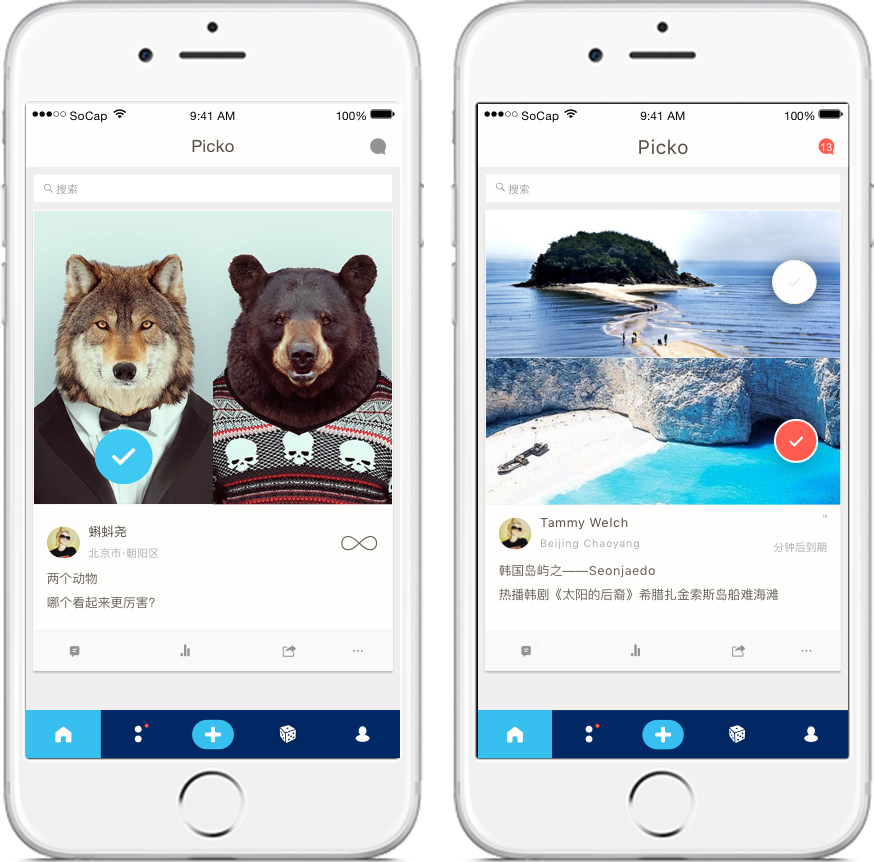 SoCap 9:41 AM 100%
Picko
搜索
蝌蚪尧
北京市·朝阳区
两个动物
哪个看起来更厉害?
SoCap 9:41 AM 100%
Picko
13
搜索
Tammy Welch
Beijing Chaoyang
分钟后到期
韩国岛屿之——Seonjaedo
热播韩剧《太阳的后裔》希腊扎金索斯岛船难海滩